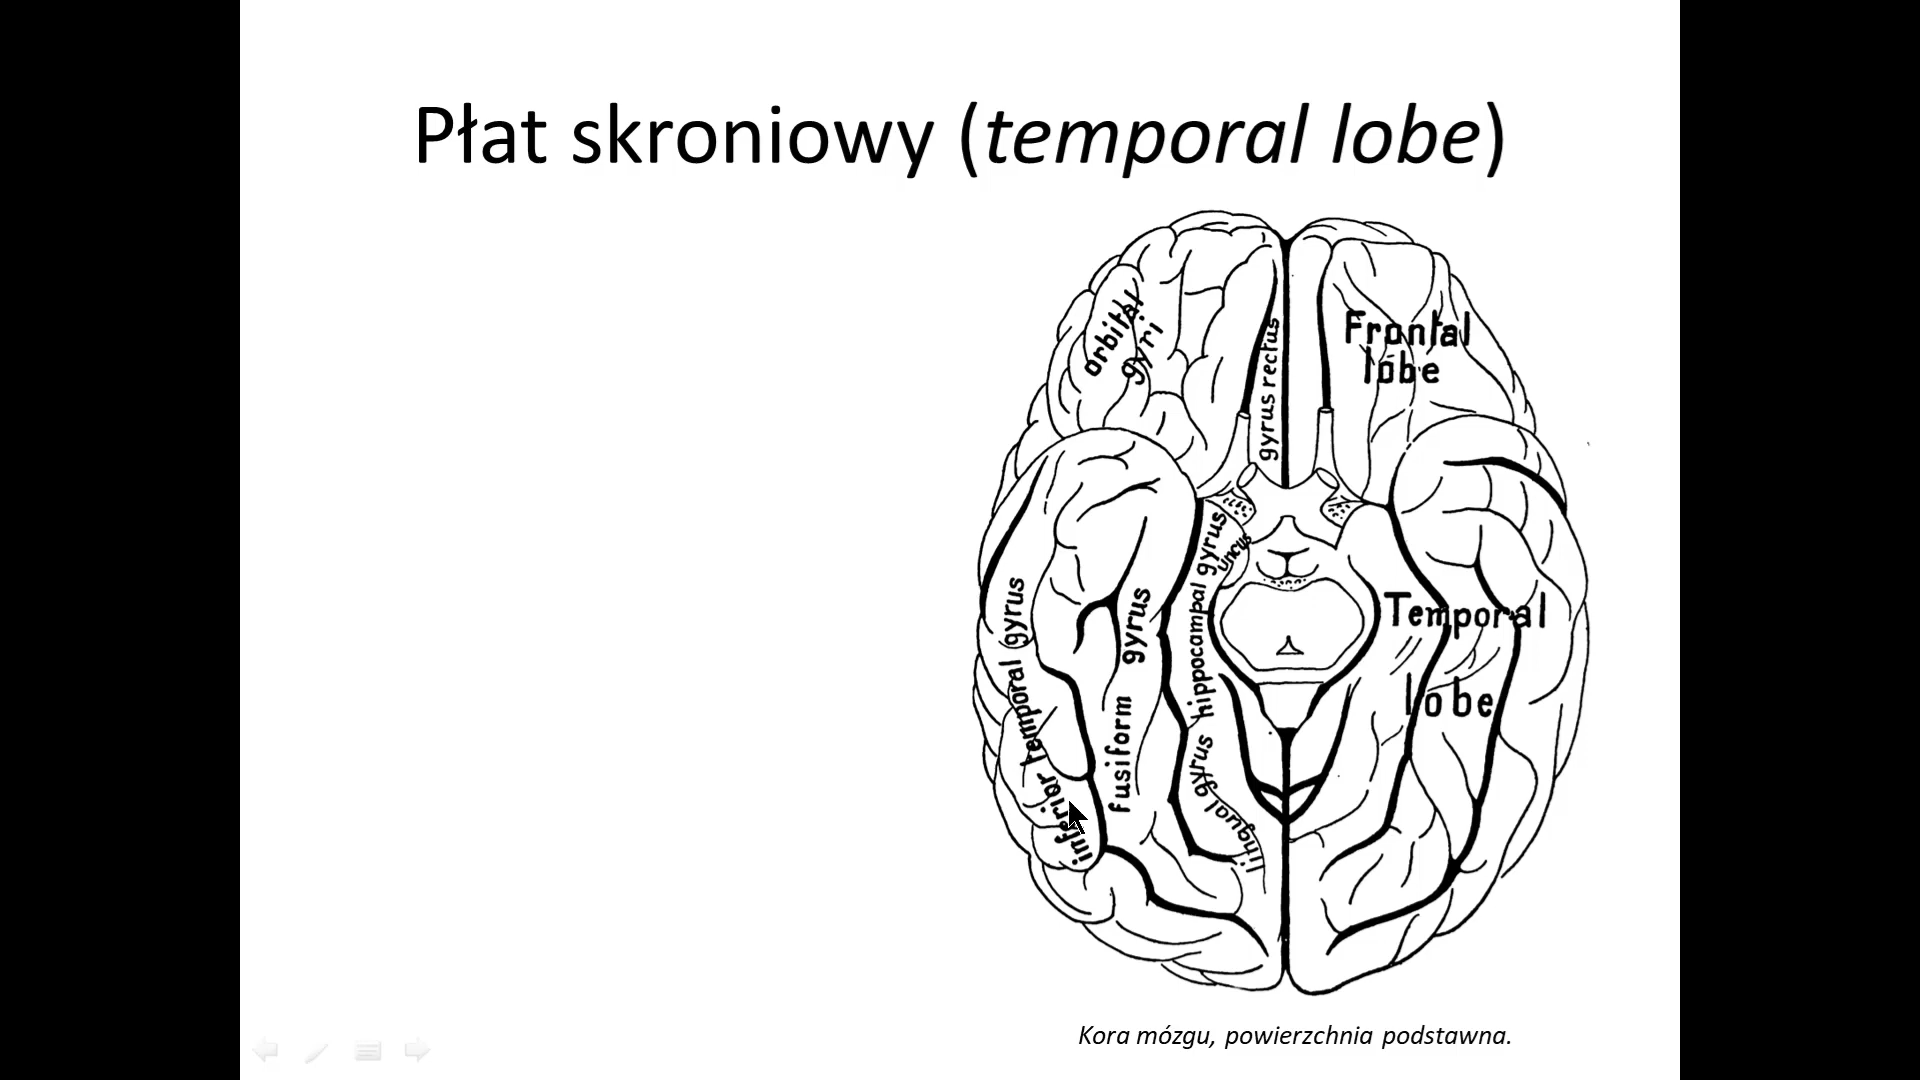 Płat skroniowy (temporal lobe)
orbital
gyri
gyrus rectus
Frontal
lobe
uncus
hippocampal gyrus
inferior temporal gyrus
fusiform gyrus
lingual gyrus
Temporal
lobe
Kora mózgu, powierzchnia podstawna.